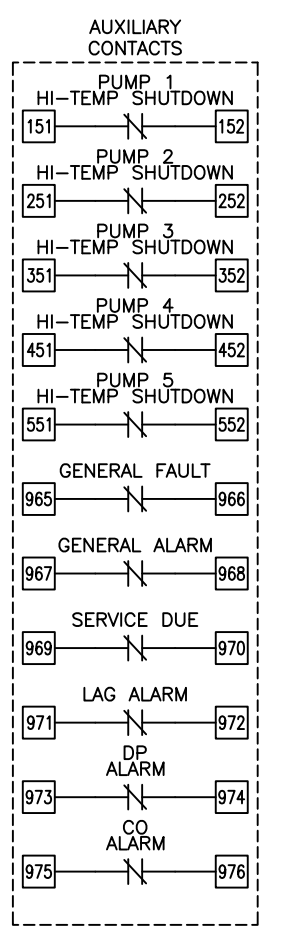 AUXILIARY
CONTACTS
PUMP 1
HI-TEMP SHUTDOWN
151 152
PUMP 2
HI-TEMP SHUTDOWN
251 252
PUMP 3
HI-TEMP SHUTDOWN
351 352
PUMP 4
HI-TEMP SHUTDOWN
451 452
PUMP 5
HI-TEMP SHUTDOWN
551 552
GENERAL FAULT
965 966
GENERAL ALARM
967 968
SERVICE DUE
969 970
LAG ALARM
971 972
DP
ALARM
973 974
CO
ALARM
975 976